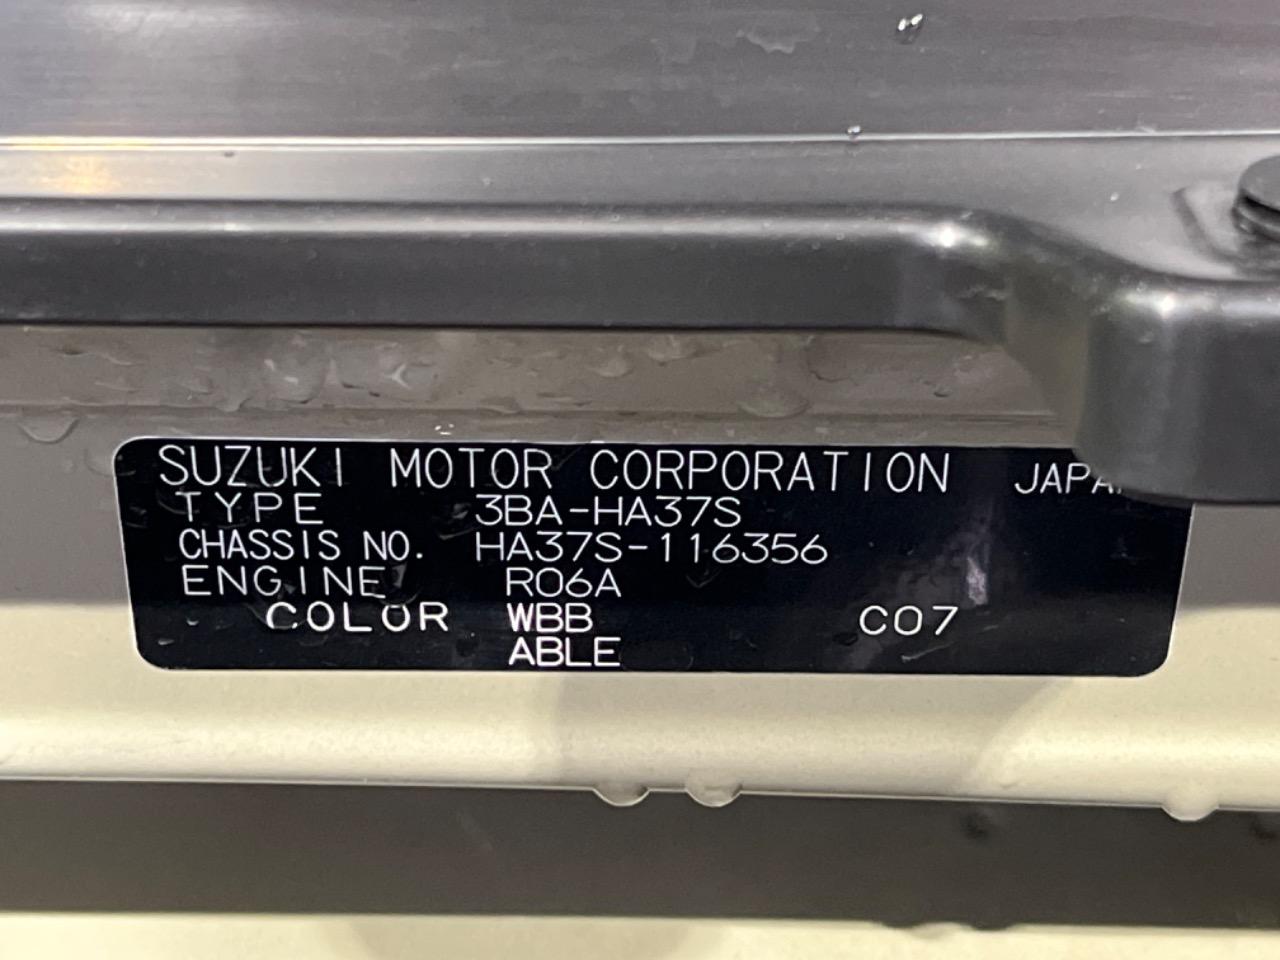 SUZUKI MOTOR CORPORATION
TYPE 3BA-HA37S
CHASSIS NO. HA37S-116356
ENGINE R06A
COLOR WBB C07
ABLE